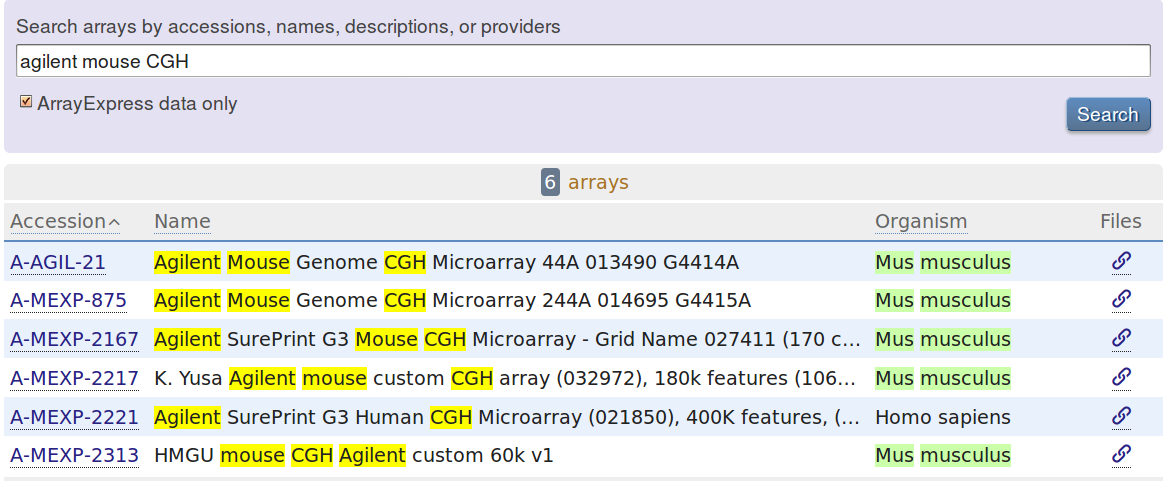 Search arrays by accessions, names, descriptions, or providers
agilent mouse CGH
ArrayExpress data only
Search
6 arrays
Accession Name Organism Files
A-AGIL-21 Agilent Mouse Genome CGH Microarray 44A 013490 G4414A Mus musculus
A-MEXP-875 Agilent Mouse Genome CGH Microarray 244A 014695 G4415A Mus musculus
A-MEXP-2167 Agilent SurePrint G3 Mouse CGH Microarray - Grid Name 027411 (170 c... Mus musculus
A-MEXP-2217 K. Yusa Agilent mouse custom CGH array (032972), 180k features (106... Mus musculus
A-MEXP-2221 Agilent SurePrint G3 Human CGH Microarray (021850), 400K features, (... Homo sapiens
A-MEXP-2313 HMGU mouse CGH Agilent custom 60k v1 Mus musculus